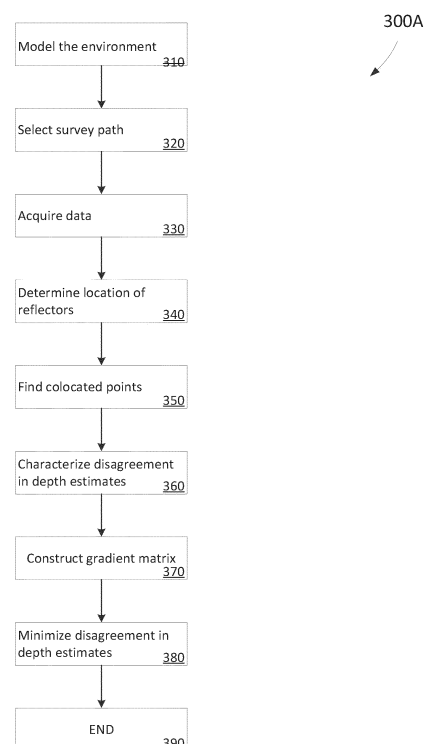 300A
Model the environment
310
Select survey path
320
Acquire data
330
Determine location of
reflectors
340
Find colocated points
350
Characterize disagreement
in depth estimates
360
Construct gradient matrix
370
Minimize disagreement in
depth estimates
380
END
390